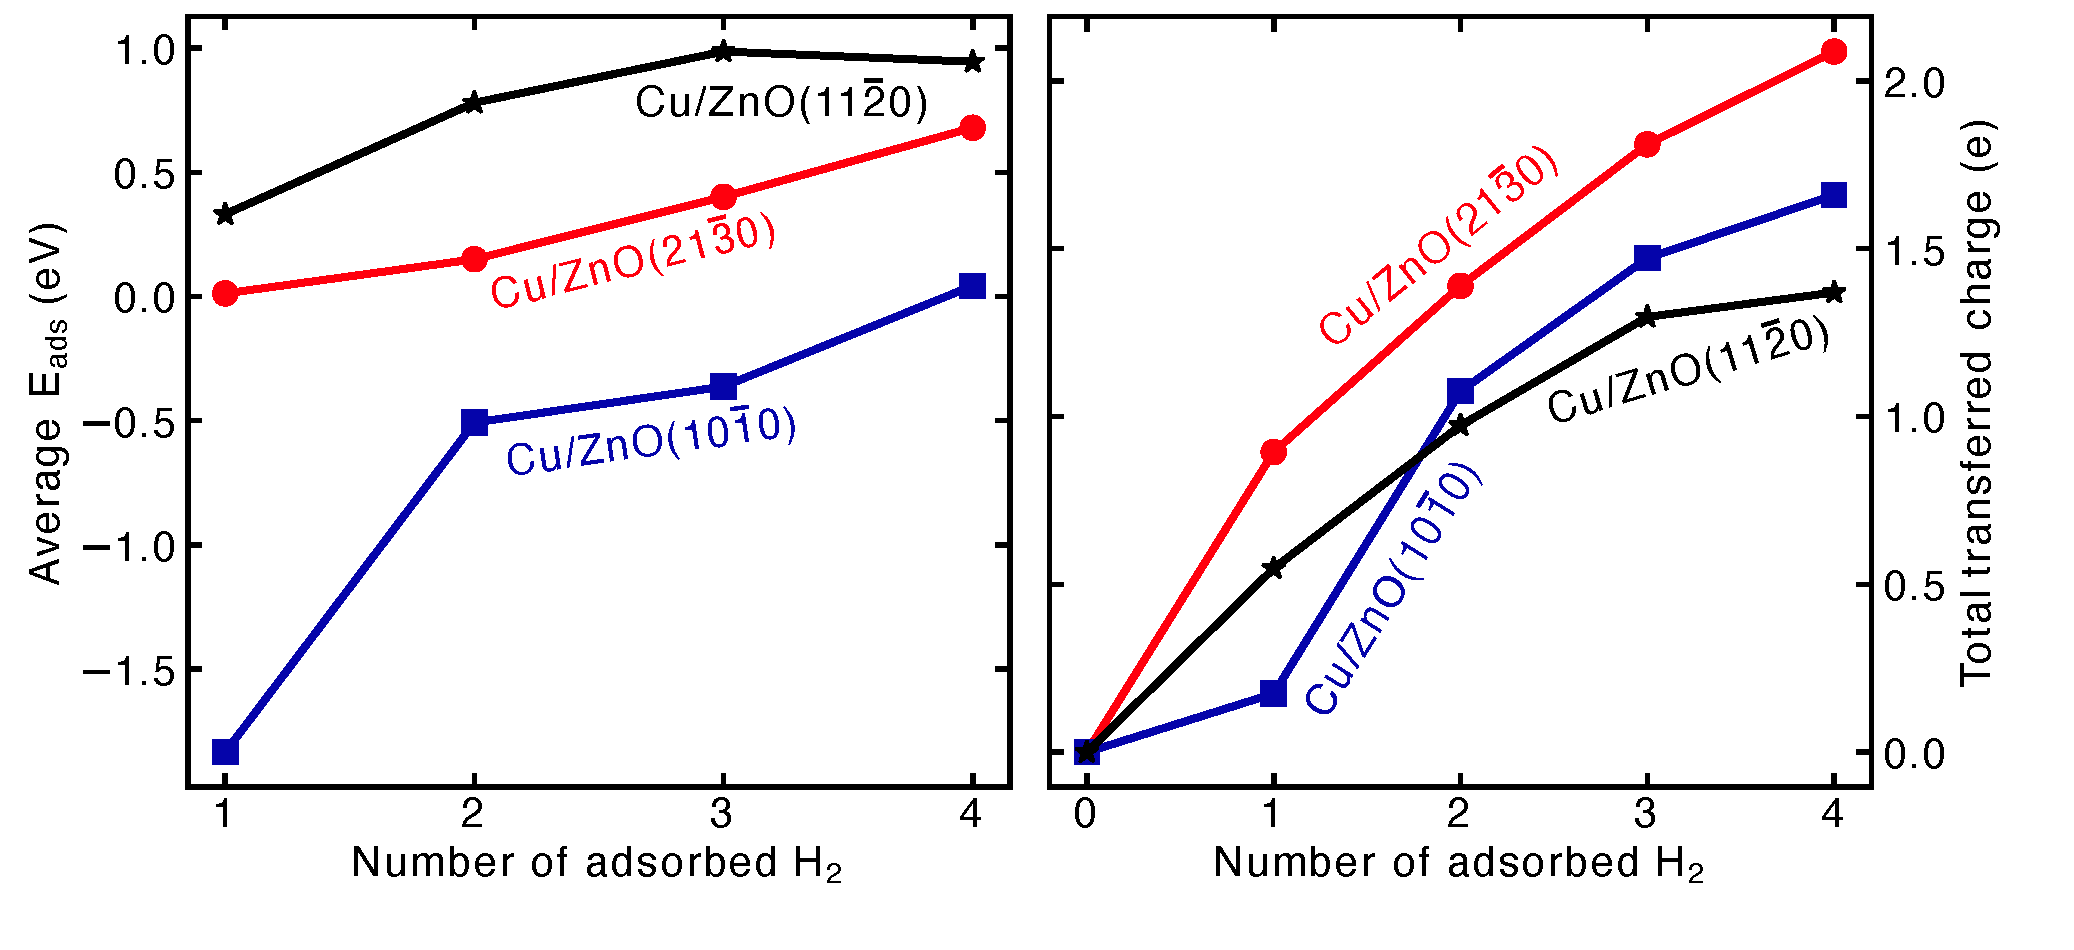 1.0
0.5
0.0
−0.5
−1.0
−1.5
Average E_ads (eV)
Cu/ZnO(112̅0)
Cu/ZnO(213̅0)
Cu/ZnO(101̅0)
1 2 3 4
Number of adsorbed H₂
Cu/ZnO(213̅0)
Cu/ZnO(112̅0)
Cu/ZnO(101̅0)
0 1 2 3 4
Number of adsorbed H₂
2.0
1.5
1.0
0.5
0.0
Total transferred charge (e)